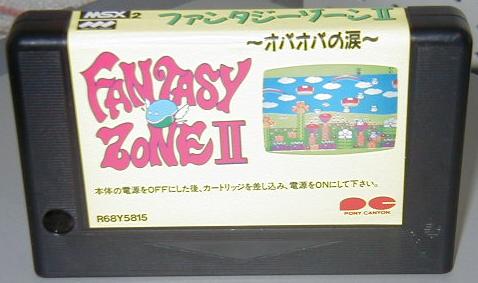 MSX2
ファンタジーゾーンII
～オパオパの涙～
FANTASY
ZONE II
本体の電源をOFFにした後、カートリッジを差し込み、電源をONにして下さい。
R68Y5815
PONY CANYON